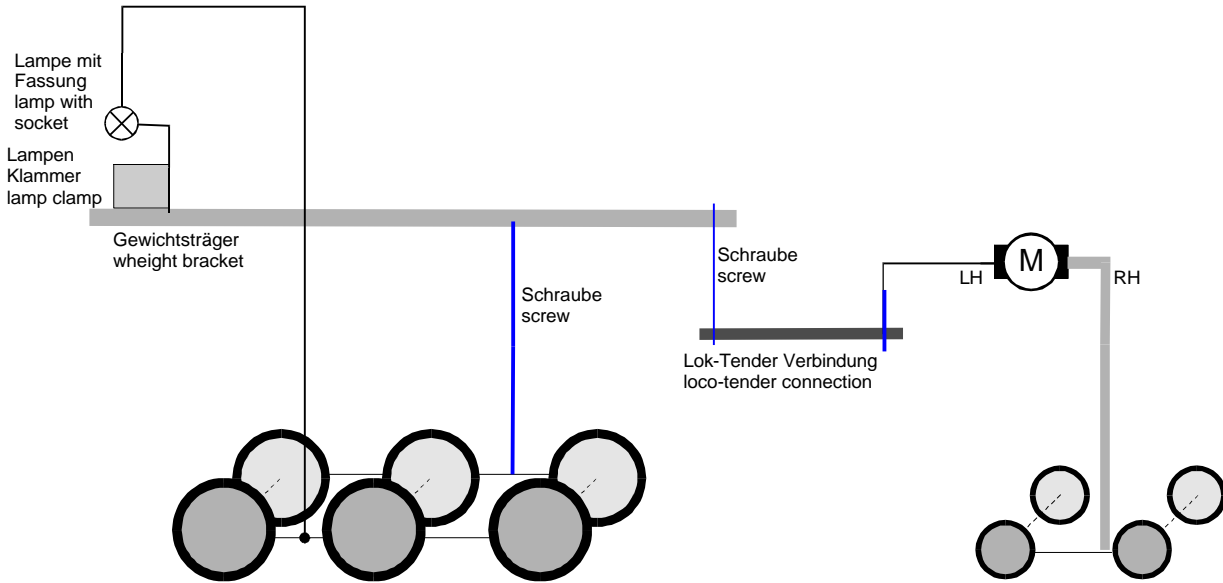 Lampe mit
Fassung
lamp with
socket
Lampen
Klammer
lamp clamp
Gewichtsträger
wheight bracket
Schraube
screw
Schraube
screw
LH
M
RH
Lok-Tender Verbindung
loco-tender connection